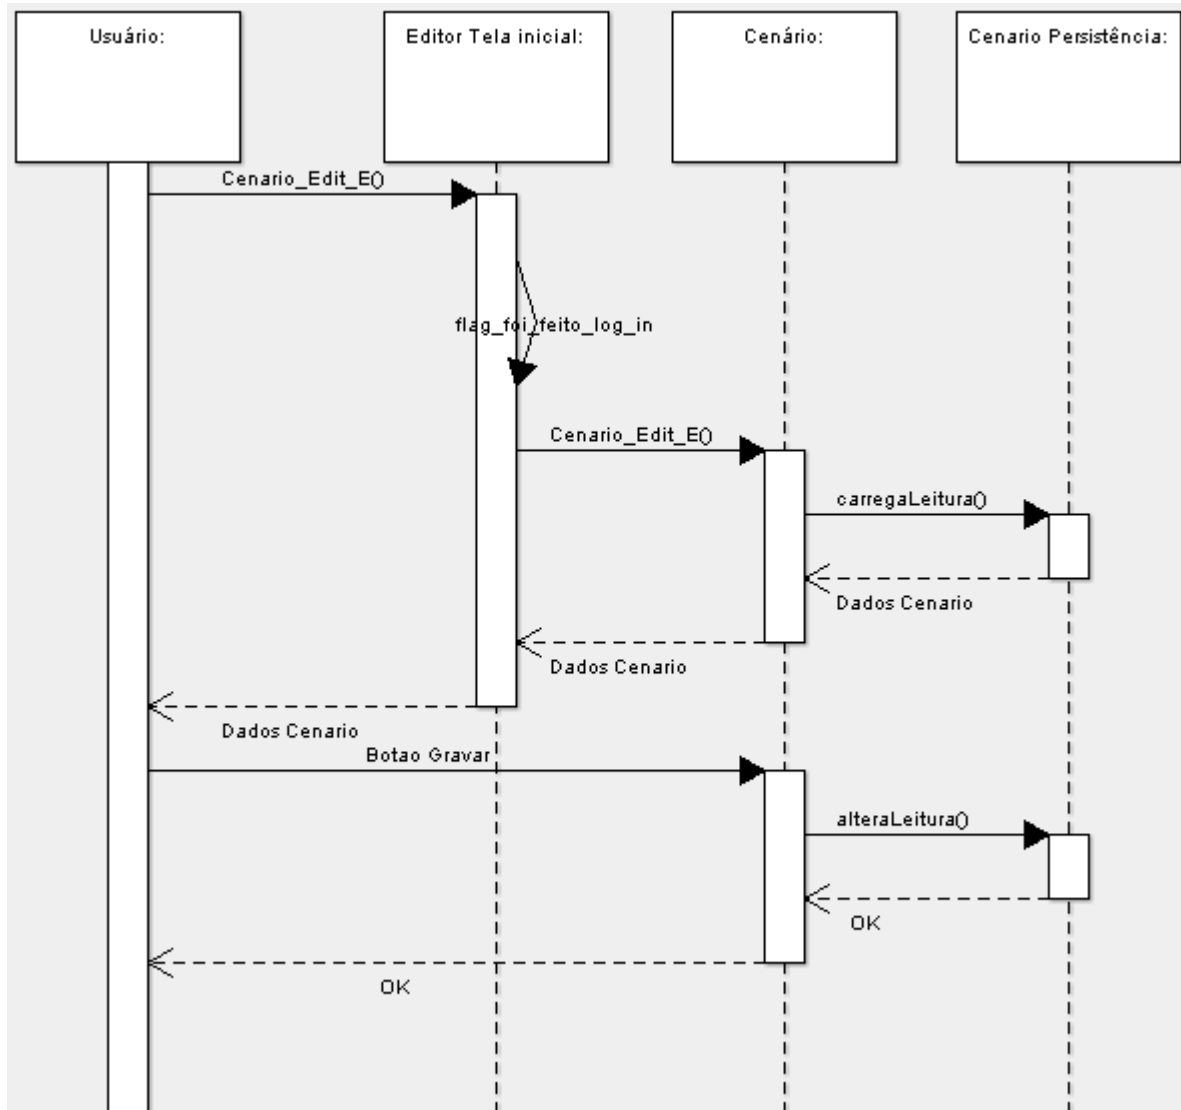 Usuário:
Editor Tela inicial:
Cenário:
Cenario Persistência:
Cenario_Edit_E()
flag_foi_feito_log_in
Cenario_Edit_E()
carregaLeitura()
Dados Cenario
Dados Cenario
Dados Cenario
Botao Gravar
alteraLeitura()
OK
OK